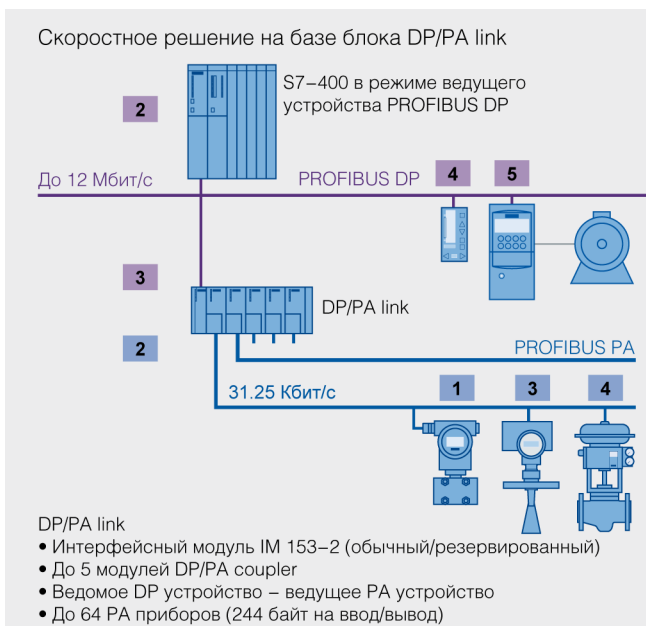 Скоростное решение на базе блока DP/PA link
S7–400 в режиме ведущего
устройства PROFIBUS DP
2
До 12 Мбит/с
PROFIBUS DP
4
5
3
DP/PA link
2
PROFIBUS PA
31.25 Кбит/с
1
3
4
DP/PA link
• Интерфейсный модуль IM 153–2 (обычный/резервированный)
• До 5 модулей DP/PA coupler
• Ведомое DP устройство – ведущее PA устройство
• До 64 PA приборов (244 байт на ввод/вывод)